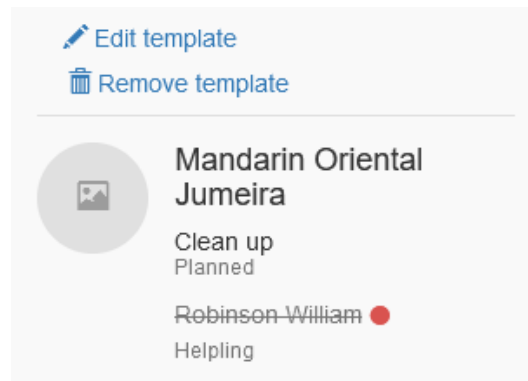 Edit template
Remove template
Mandarin Oriental
Jumeira
Clean up
Planned
Robinson William
Helpling